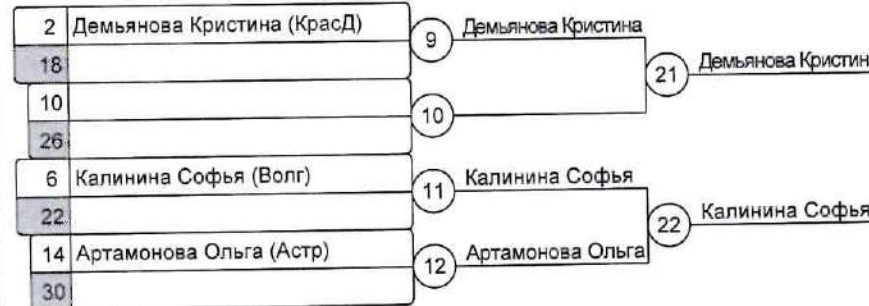 2 Демьянова Кристина (КрасД)
9 Демьянова Кристина
18
21 Демьянова Кристин
10
10
26
6 Калинина Софья (Волг)
11 Калинина Софья
22
22 Калинина Софья
14 Артамонова Ольга (Астр)
12 Артамонова Ольга
30